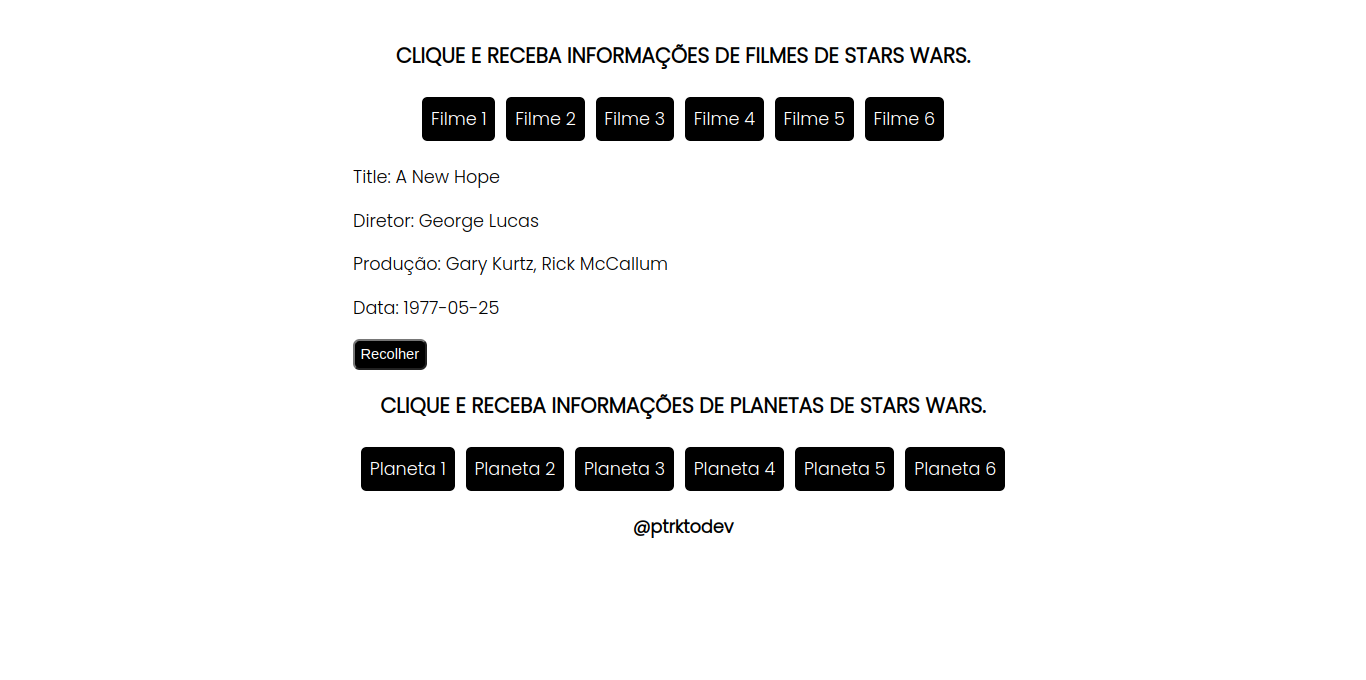 CLIQUE E RECEBA INFORMAÇÕES DE FILMES DE STARS WARS.
Filme 1 Filme 2 Filme 3 Filme 4 Filme 5 Filme 6
Title: A New Hope
Diretor: George Lucas
Produção: Gary Kurtz, Rick McCallum
Data: 1977-05-25
Recolher
CLIQUE E RECEBA INFORMAÇÕES DE PLANETAS DE STARS WARS.
Planeta 1 Planeta 2 Planeta 3 Planeta 4 Planeta 5 Planeta 6
@ptrktodev